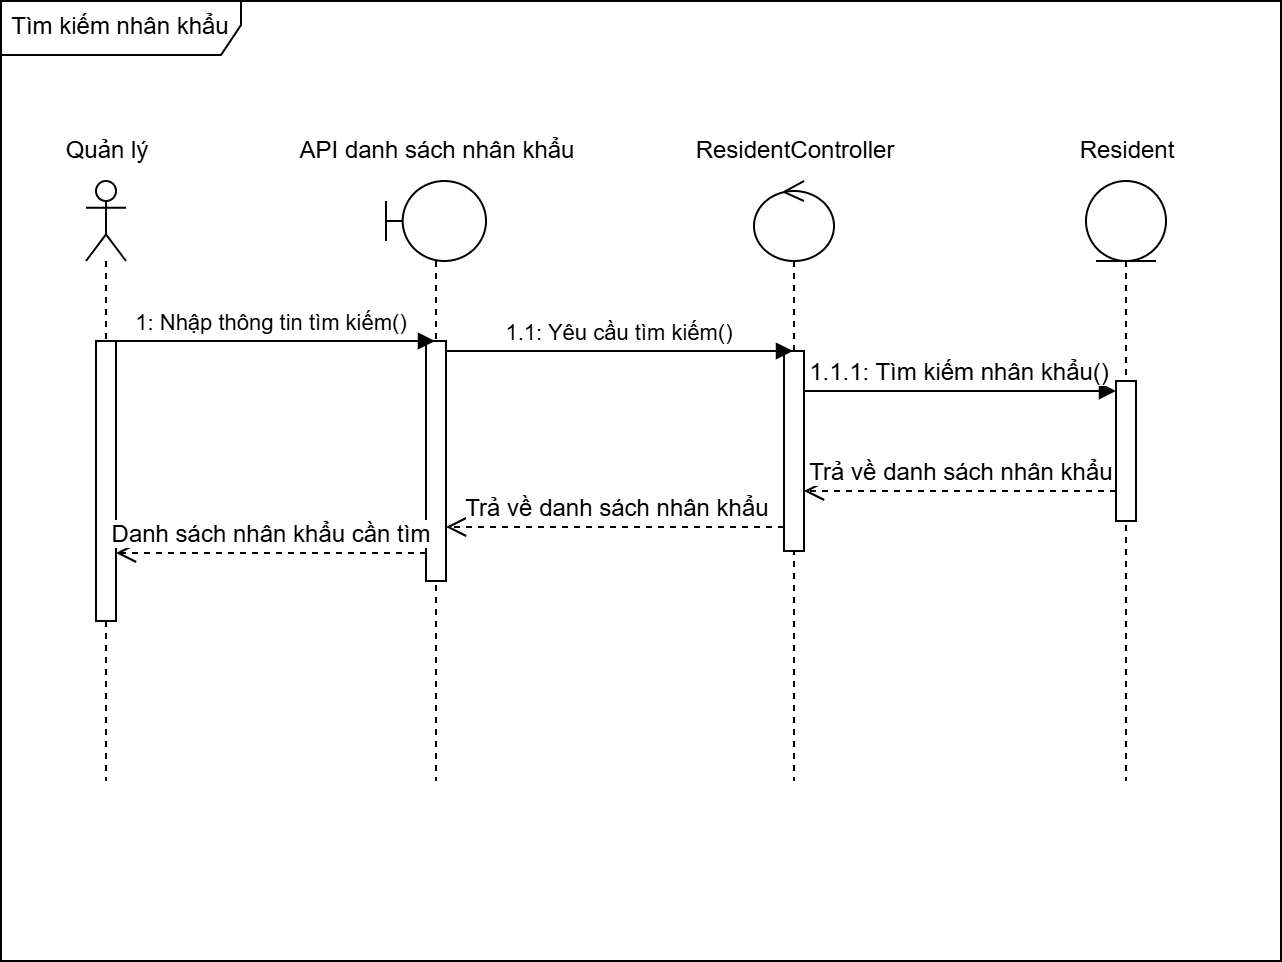 Tìm kiếm nhân khẩu
Quản lý
API danh sách nhân khẩu
ResidentController
Resident
1: Nhập thông tin tìm kiếm()
1.1: Yêu cầu tìm kiếm()
1.1.1: Tìm kiếm nhân khẩu()
Trả về danh sách nhân khẩu
Trả về danh sách nhân khẩu
Danh sách nhân khẩu cần tìm